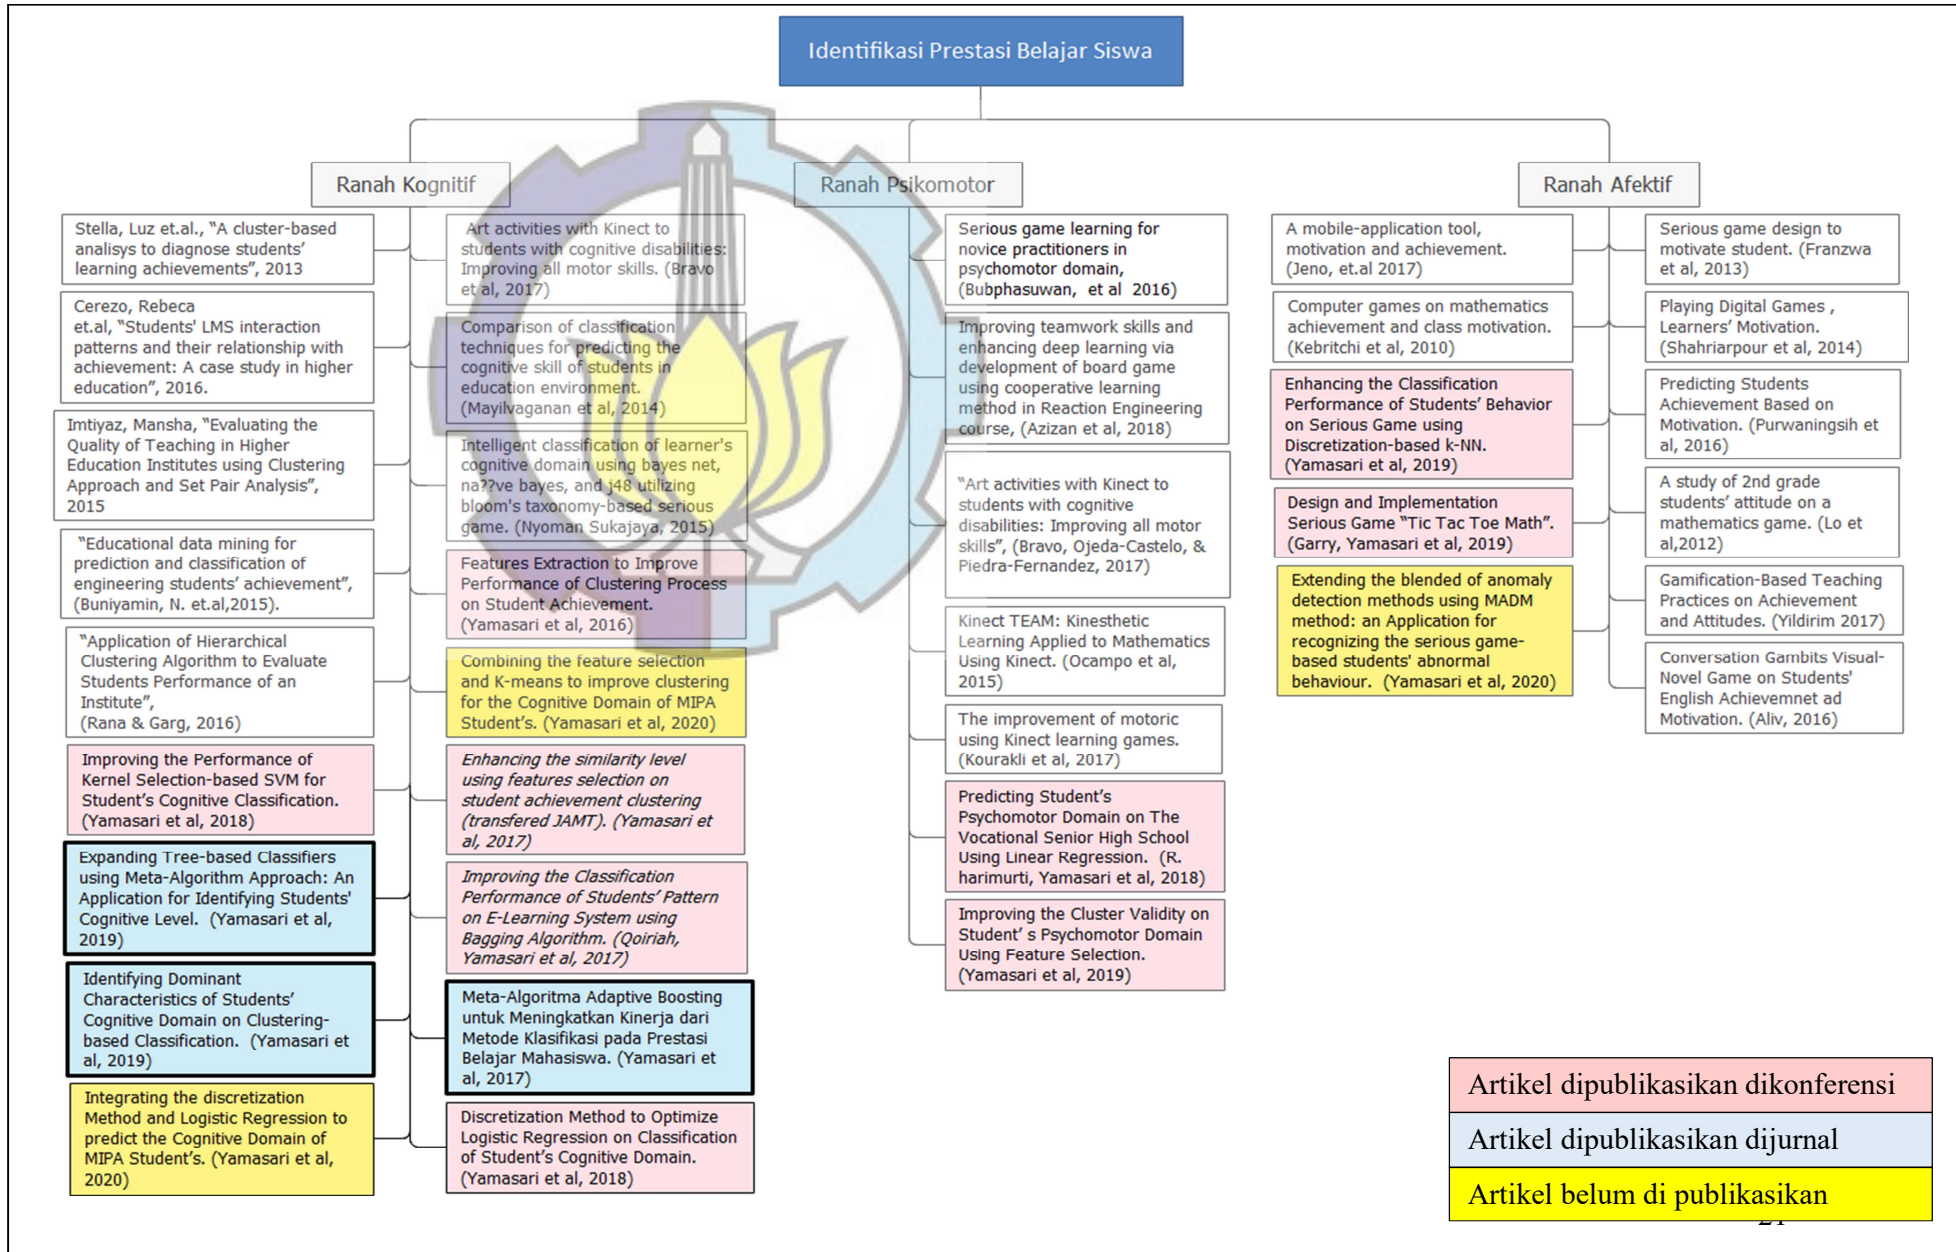 Identifikasi Prestasi Belajar Siswa
Ranah Kognitif
Stella, Luz et.al., “A cluster-based
analisys to diagnose students’
learning achievements”, 2013
Cerezo, Rebeca
et.al, “Students' LMS interaction
patterns and their relationship with
achievement: A case study in higher
education”, 2016.
Imtiyaz, Mansha, “Evaluating the
Quality of Teaching in Higher
Education Institutes using Clustering
Approach and Set Pair Analysis”,
2015
“Educational data mining for
prediction and classification of
engineering students’ achievement”,
(Buniyamin, N. et.al,2015).
“Application of Hierarchical
Clustering Algorithm to Evaluate
Students Performance of an
Institute”,
(Rana & Garg, 2016)
Improving the Performance of
Kernel Selection-based SVM for
Student’s Cognitive Classification.
(Yamasari et al, 2018)
Expanding Tree-based Classifiers
using Meta-Algorithm Approach: An
Application for Identifying Students'
Cognitive Level.  (Yamasari et al,
2019)
Identifying Dominant
Characteristics of Students’
Cognitive Domain on Clustering-
based Classification.  (Yamasari et
al, 2019)
Integrating the discretization
Method and Logistic Regression to
predict the Cognitive Domain of
MIPA Student’s. (Yamasari et al,
2020)
Art activities with Kinect to
students with cognitive disabilities:
Improving all motor skills. (Bravo
et al, 2017)
Comparison of classification
techniques for predicting the
cognitive skill of students in
education environment.
(Mayilvaganan et al, 2014)
Intelligent classification of learner's
cognitive domain using bayes net,
na??ve bayes, and j48 utilizing
bloom's taxonomy-based serious
game. (Nyoman Sukajaya, 2015)
Features Extraction to Improve
Performance of Clustering Process
on Student Achievement.
(Yamasari et al, 2016)
Combining the feature selection
and K-means to improve clustering
for the Cognitive Domain of MIPA
Student’s. (Yamasari et al, 2020)
Enhancing the similarity level
using features selection on
student achievement clustering
(transfered JAMT). (Yamasari et
al, 2017)
Improving the Classification
Performance of Students’ Pattern
on E-Learning System using
Bagging Algorithm. (Qoiriah,
Yamasari et al, 2017)
Meta-Algoritma Adaptive Boosting
untuk Meningkatkan Kinerja dari
Metode Klasifikasi pada Prestasi
Belajar Mahasiswa. (Yamasari et
al, 2017)
Discretization Method to Optimize
Logistic Regression on Classification
of Student’s Cognitive Domain.
(Yamasari et al, 2018)
Ranah Psikomotor
Serious game learning for
novice practitioners in
psychomotor domain,
(Bubphasuwan,  et al  2016)
Improving teamwork skills and
enhancing deep learning via
development of board game
using cooperative learning
method in Reaction Engineering
course, (Azizan et al, 2018)
“Art activities with Kinect to
students with cognitive
disabilities: Improving all motor
skills”, (Bravo, Ojeda-Castelo, &
Piedra-Fernandez, 2017)
Kinect TEAM: Kinesthetic
Learning Applied to Mathematics
Using Kinect. (Ocampo et al,
2015)
The improvement of motoric
using Kinect learning games.
(Kourakli et al, 2017)
Predicting Student’s
Psychomotor Domain on The
Vocational Senior High School
Using Linear Regression.  (R.
harimurti, Yamasari et al, 2018)
Improving the Cluster Validity on
Student’ s Psychomotor Domain
Using Feature Selection.
(Yamasari et al, 2019)
Ranah Afektif
A mobile-application tool,
motivation and achievement.
(Jeno, et.al 2017)
Computer games on mathematics
achievement and class motivation.
(Kebritchi et al, 2010)
Enhancing the Classification
Performance of Students’ Behavior
on Serious Game using
Discretization-based k-NN.
(Yamasari et al, 2019)
Design and Implementation
Serious Game “Tic Tac Toe Math”.
(Garry, Yamasari et al, 2019)
Extending the blended of anomaly
detection methods using MADM
method: an Application for
recognizing the serious game-
based students' abnormal
behaviour.  (Yamasari et al, 2020)
Serious game design to
motivate student. (Franzwa
et al, 2013)
Playing Digital Games ,
Learners’ Motivation.
(Shahriarpour et al, 2014)
Predicting Students
Achievement Based on
Motivation. (Purwaningsih et
al, 2016)
A study of 2nd grade
students’ attitude on a
mathematics game. (Lo et
al,2012)
Gamification-Based Teaching
Practices on Achievement
and Attitudes. (Yildirim 2017)
Conversation Gambits Visual-
Novel Game on Students'
English Achievemnet ad
Motivation. (Aliv, 2016)
Artikel dipublikasikan dikonferensi
Artikel dipublikasikan dijurnal
Artikel belum di publikasikan